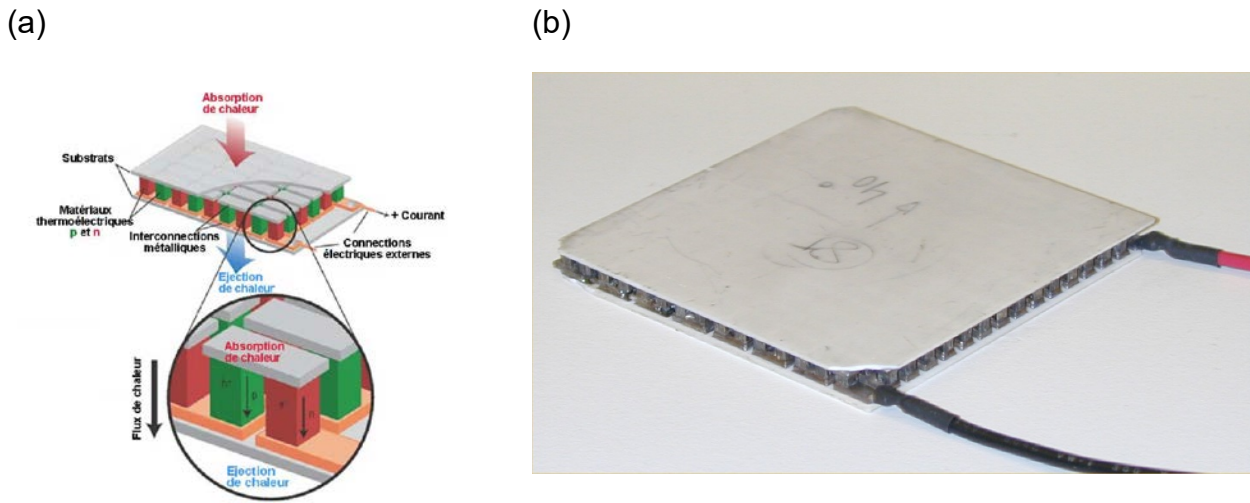 (a)
(b)
Absorption
de chaleur
Substrats
Matériaux
thermoélectriques
p et n
Interconnections
métalliques
+ Courant
Connections
électriques externes
Ejection
de chaleur
Absorption
de chaleur
Flux de chaleur
p
n
Ejection
de chaleur